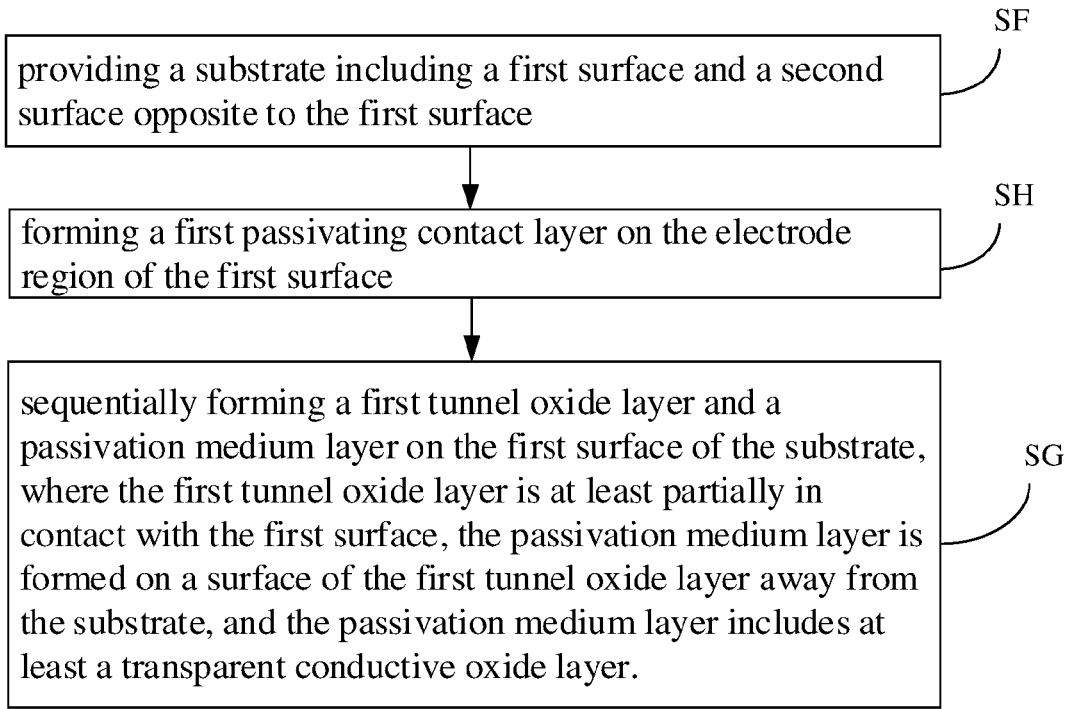 SF
providing a substrate including a first surface and a second
surface opposite to the first surface
SH
forming a first passivating contact layer on the electrode
region of the first surface
sequentially forming a first tunnel oxide layer and a
passivation medium layer on the first surface of the substrate,
where the first tunnel oxide layer is at least partially in
contact with the first surface, the passivation medium layer is
formed on a surface of the first tunnel oxide layer away from
the substrate, and the passivation medium layer includes at
least a transparent conductive oxide layer.
SG